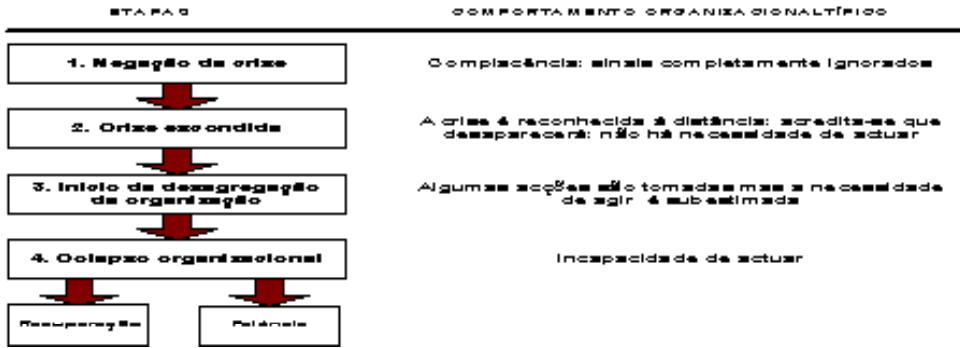 ETAPAS COMPORTAMENTO ORGANIZACIONAL TÍPICO
1. Negação da crise Complacência: sinais completamente ignorados
2. Crise escondida A crise é reconhecida à distância: acredita-se que
desaparecerá: não há necessidade de actuar
3. Início da desagregação Algumas acções são tomadas mas a necessidade
da organização de agir é subestimada
4. Colapso organizacional Incapacidade de actuar
Recuperação Falência